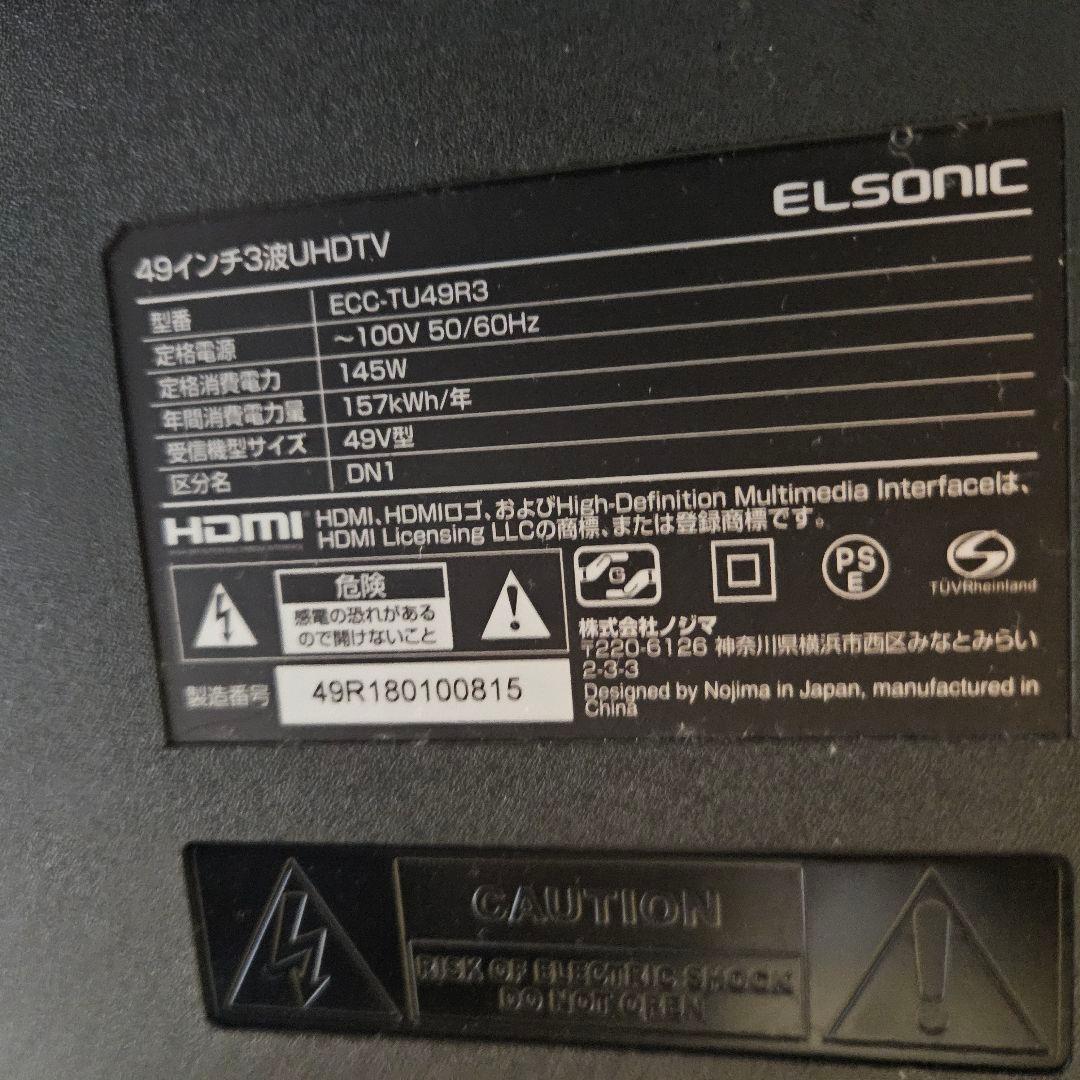 ELSONIC
49インチ3波UHDTV
型番 ECC-TU49R3
定格電源 ~100V 50/60Hz
定格消費電力 145W
年間消費電力量 157kWh/年
受信機型サイズ 49V型
区分名 DN1
HDMI HDMI、HDMIロゴ、およびHigh-Definition Multimedia Interfaceは、
HDMI Licensing LLCの商標、または登録商標です。
危険
感電の恐れがある
ので開けないこと
G
PS
E
TÜVRheinland
株式会社ノジマ
〒220-6126 神奈川県横浜市西区みなとみらい
2-3-3
Designed by Nojima in Japan, manufactured in
China
製造番号 49R180100815
CAUTION
RISK OF ELECTRIC SHOCK
DO NOT OPEN